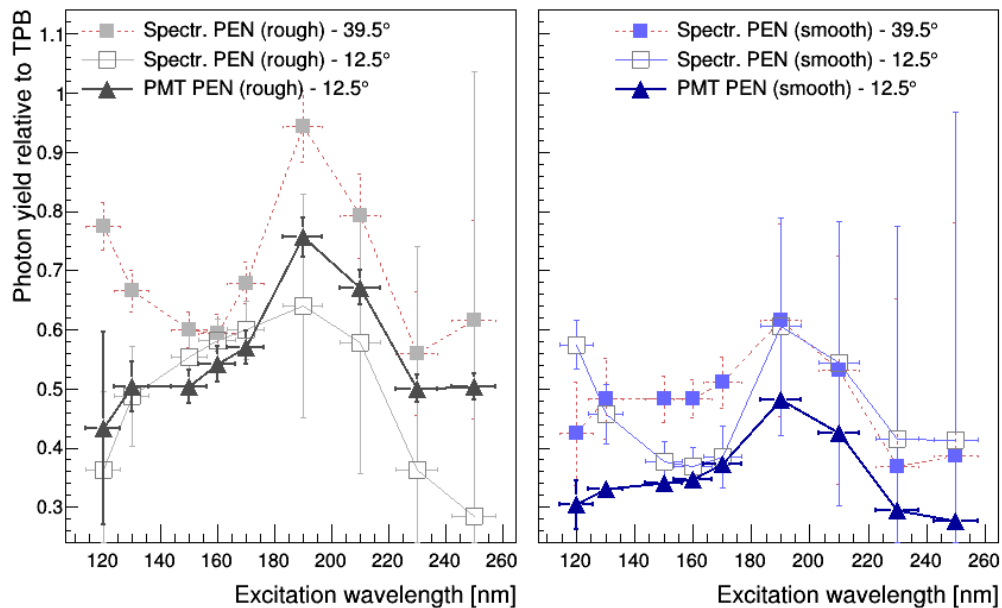 Photon yield relative to TPB
1.1
1
0.9
0.8
0.7
0.6
0.5
0.4
0.3
Spectr. PEN (rough) - 39.5°
Spectr. PEN (rough) - 12.5°
PMT PEN (rough) - 12.5°
120 140 160 180 200 220 240 260
Excitation wavelength [nm]
Spectr. PEN (smooth) - 39.5°
Spectr. PEN (smooth) - 12.5°
PMT PEN (smooth) - 12.5°
120 140 160 180 200 220 240 260
Excitation wavelength [nm]